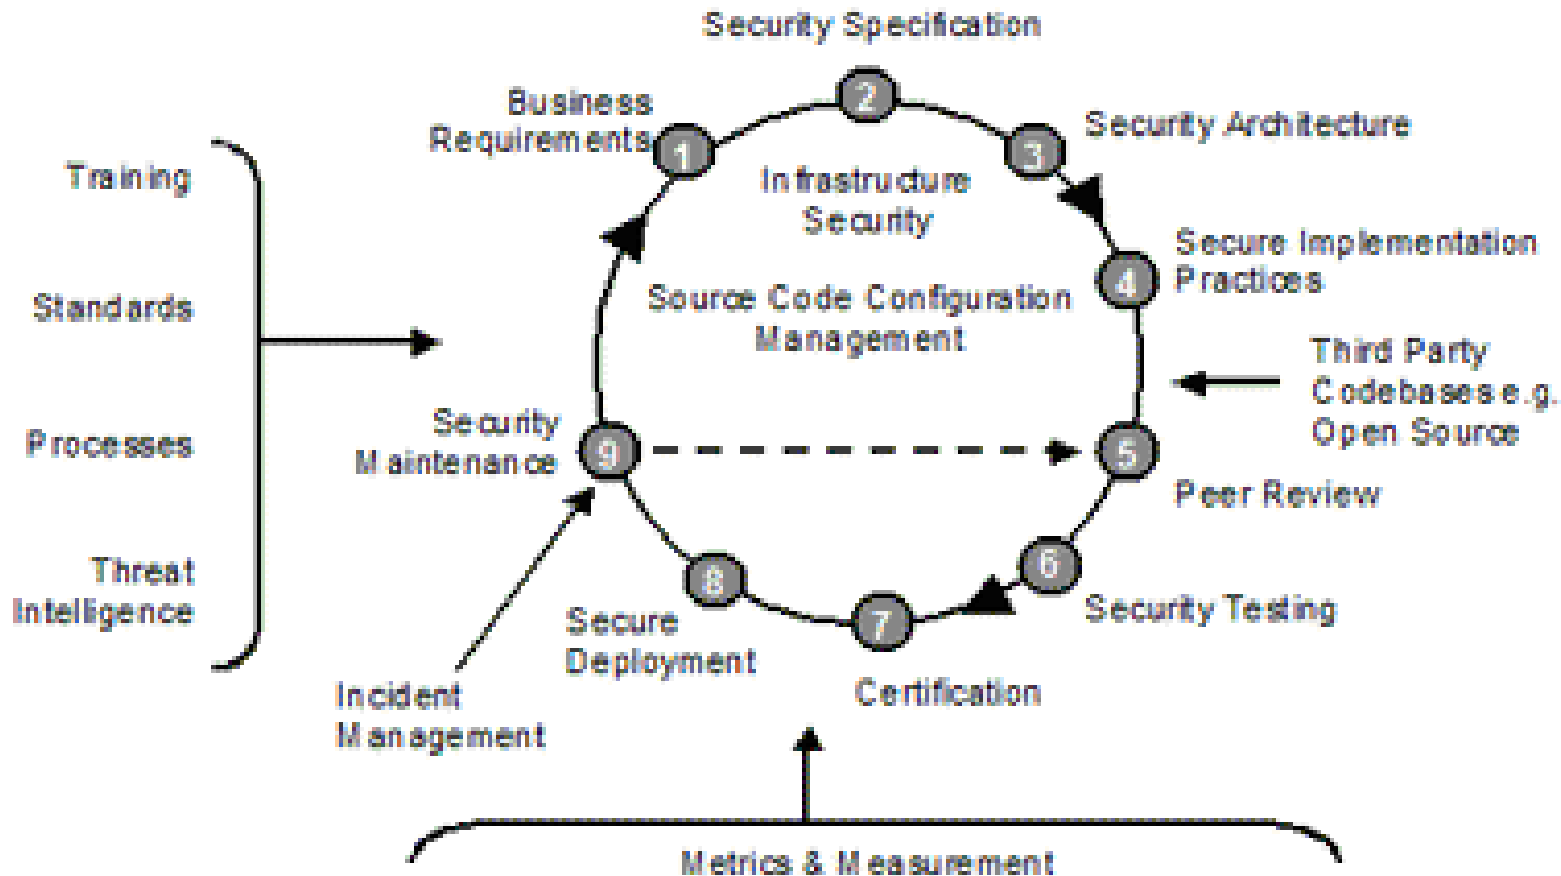 Security Specification
2
Business
Requirements
1
3
Security Architecture
Training
Infrastructure
Security
Secure Implementation
Practices
4
Standards
Source Code Configuration
Management
Third Party
Codebases e.g.
Open Source
Processes
Security
Maintenance
9
5
Peer Review
Threat
Intelligence
8
6
Secure
Deployment
7
Security Testing
Incident
Management
Certification
Metrics & Measurement